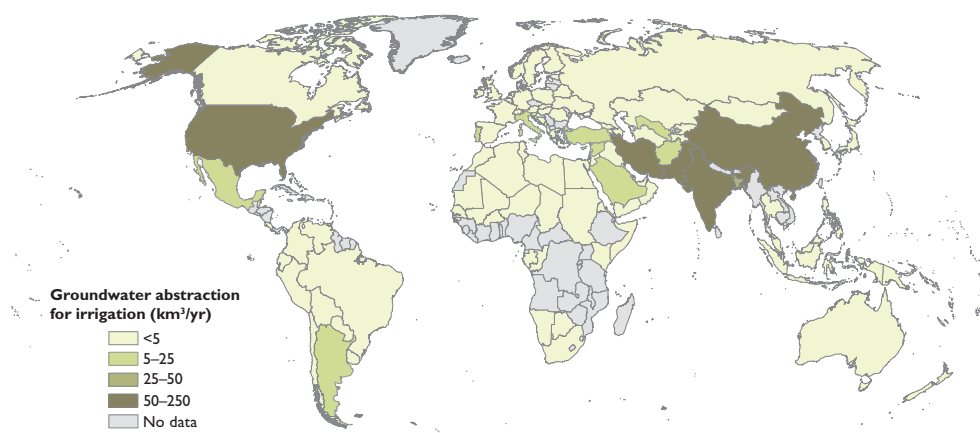 Groundwater abstraction
for irrigation (km³/yr)
<5
5–25
25–50
50–250
No data